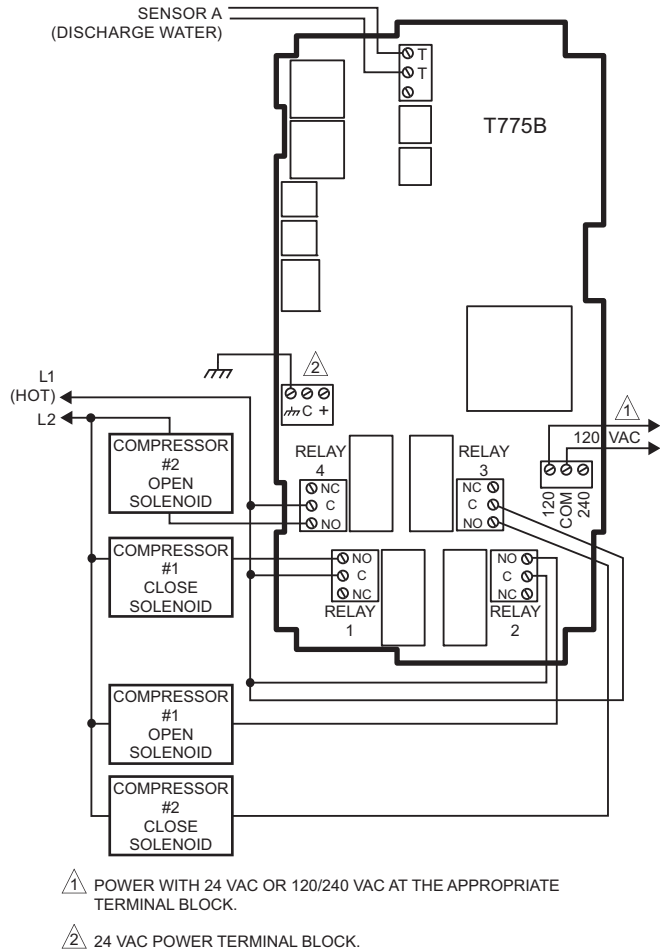 SENSOR A
(DISCHARGE WATER)
T
T
T775B
L1
(HOT)
L2
2
C +
1
120 VAC
120
COM
240
COMPRESSOR
#2
OPEN
SOLENOID
RELAY
4
NC
C
NO
RELAY
3
NC
C
NO
COMPRESSOR
#1
CLOSE
SOLENOID
NO
C
NC
RELAY
1
NO
C
NC
RELAY
2
COMPRESSOR
#1
OPEN
SOLENOID
COMPRESSOR
#2
CLOSE
SOLENOID
1 POWER WITH 24 VAC OR 120/240 VAC AT THE APPROPRIATE
TERMINAL BLOCK.
2 24 VAC POWER TERMINAL BLOCK.